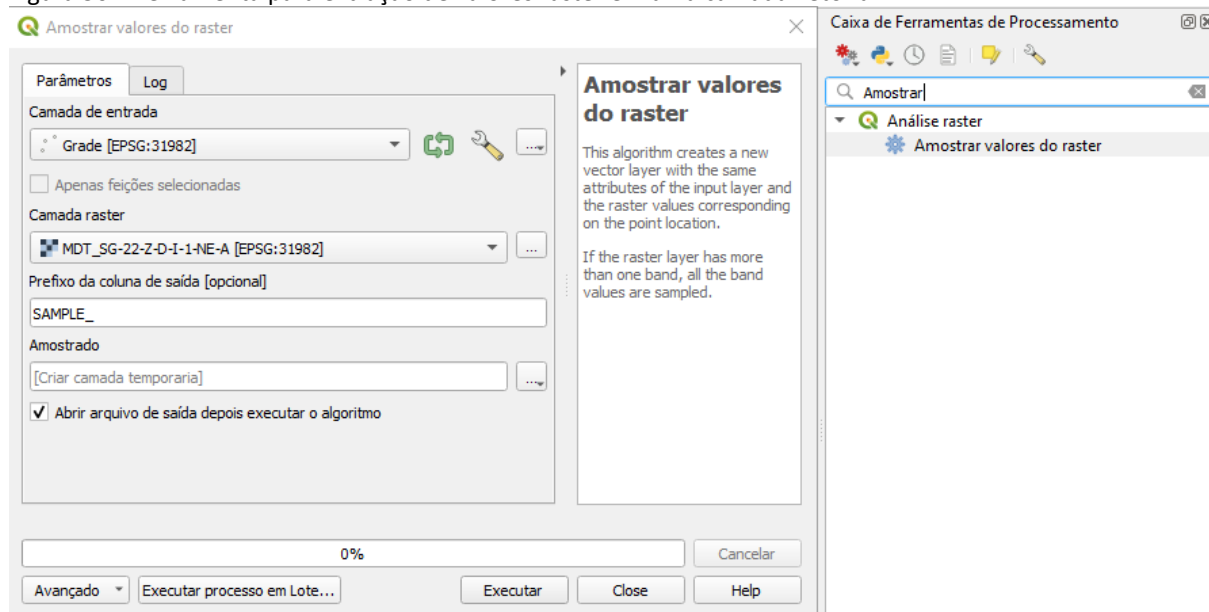 Amostrar valores do raster
Parâmetros
Log
Camada de entrada
Grade [EPSG:31982]
...
Apenas feições selecionadas
Camada raster
MDT_SG-22-Z-D-I-1-NE-A [EPSG:31982]
...
Prefixo da coluna de saída [opcional]
SAMPLE_
Amostrado
[Criar camada temporaria]
...
Abrir arquivo de saída depois executar o algoritmo
Amostrar valores
do raster
This algorithm creates a new
vector layer with the same
attributes of the input layer and
the raster values corresponding
on the point location.
If the raster layer has more
than one band, all the band
values are sampled.
0%
Cancelar
Avançado
Executar processo em Lote...
Executar
Close
Help
Caixa de Ferramentas de Processamento
Amostrar
Análise raster
Amostrar valores do raster